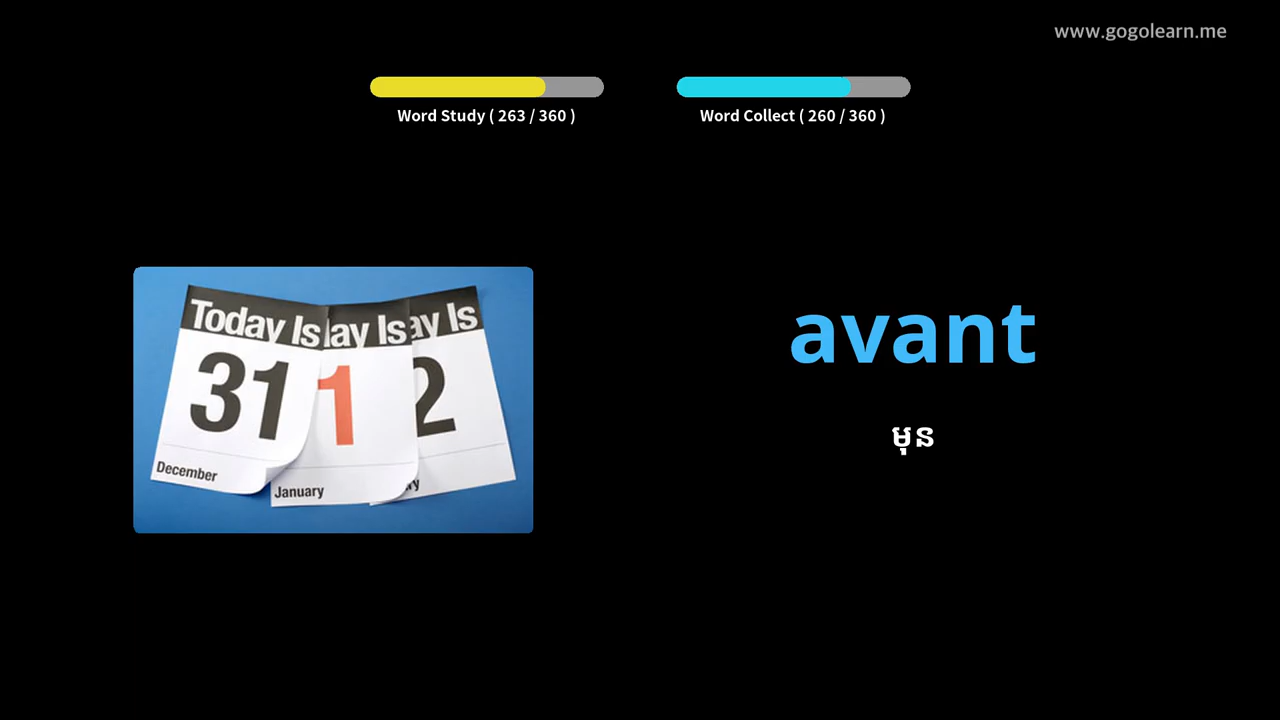 www.gogolearn.me
Word Study ( 263 / 360 )
Word Collect ( 260 / 360 )
Today Is
ay Is
ay Is
31
1
2
December
January
ry
avant
មុន